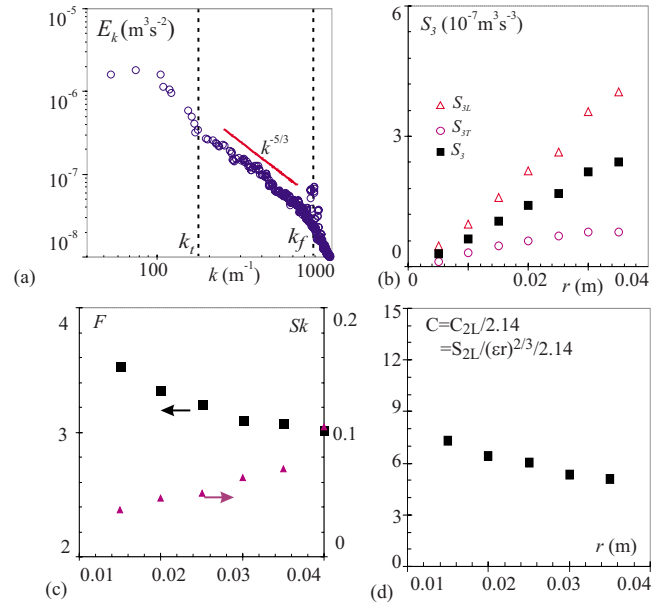 10^-5
E_k (m^3 s^-2)
10^-6
k^-5/3
10^-7
k_t
k_f
10^-8
100
k (m^-1)
1000
(a)
S_3 (10^-7 m^3 s^-3)
6
S_3L
S_3T
S_3
3
0
0
0.02
r (m)
0.04
(b)
4
F
Sk
0.2
3
0.1
2
0
0.01
0.02
0.03
0.04
(c)
15
C=C_2L/2.14
=S_2L/(εr)^2/3/2.14
12
9
6
3
0
r (m)
0.01
0.02
0.03
0.04
(d)